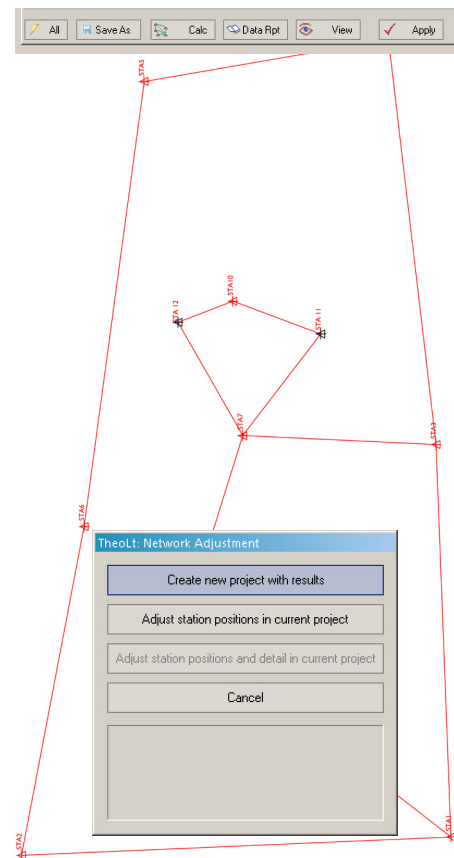 All Save As Calc Data Rpt View Apply
STA5
STA10
STA 12
STA 11
STA7
STA3
STA6
TheoLt: Network Adjustment
Create new project with results
Adjust station positions in current project
Adjust station positions and detail in current project
Cancel
STA2
STA1